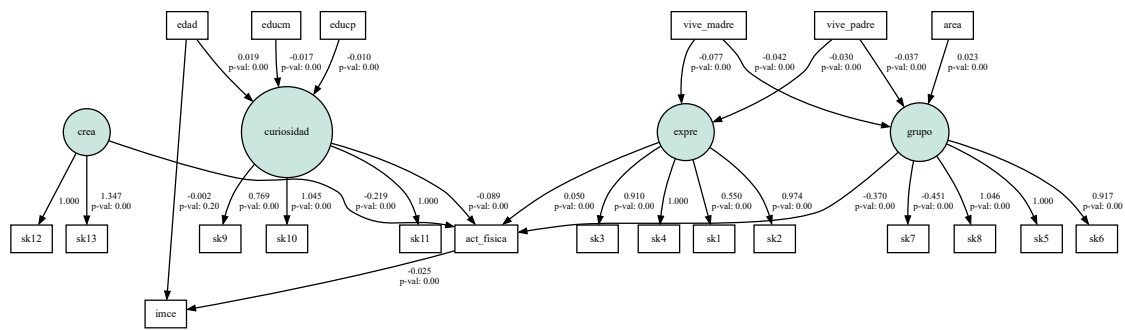 edad
educm
educp
vive_madre
vive_padre
area
0.019
p-val: 0.00
-0.017
p-val: 0.00
-0.010
p-val: 0.00
-0.077
p-val: 0.00
-0.042
p-val: 0.00
-0.030
p-val: 0.00
-0.037
p-val: 0.00
0.023
p-val: 0.00
crea
curiosidad
expre
grupo
1.000
1.347
p-val: 0.00
-0.002
p-val: 0.20
0.769
p-val: 0.00
1.045
p-val: 0.00
-0.219
p-val: 0.00
1.000
-0.089
p-val: 0.00
0.050
p-val: 0.00
0.910
p-val: 0.00
1.000
0.550
p-val: 0.00
0.974
p-val: 0.00
-0.370
p-val: 0.00
-0.451
p-val: 0.00
1.046
p-val: 0.00
1.000
0.917
p-val: 0.00
sk12
sk13
sk9
sk10
sk11
act_fisica
sk3
sk4
sk1
sk2
sk7
sk8
sk5
sk6
-0.025
p-val: 0.00
imce